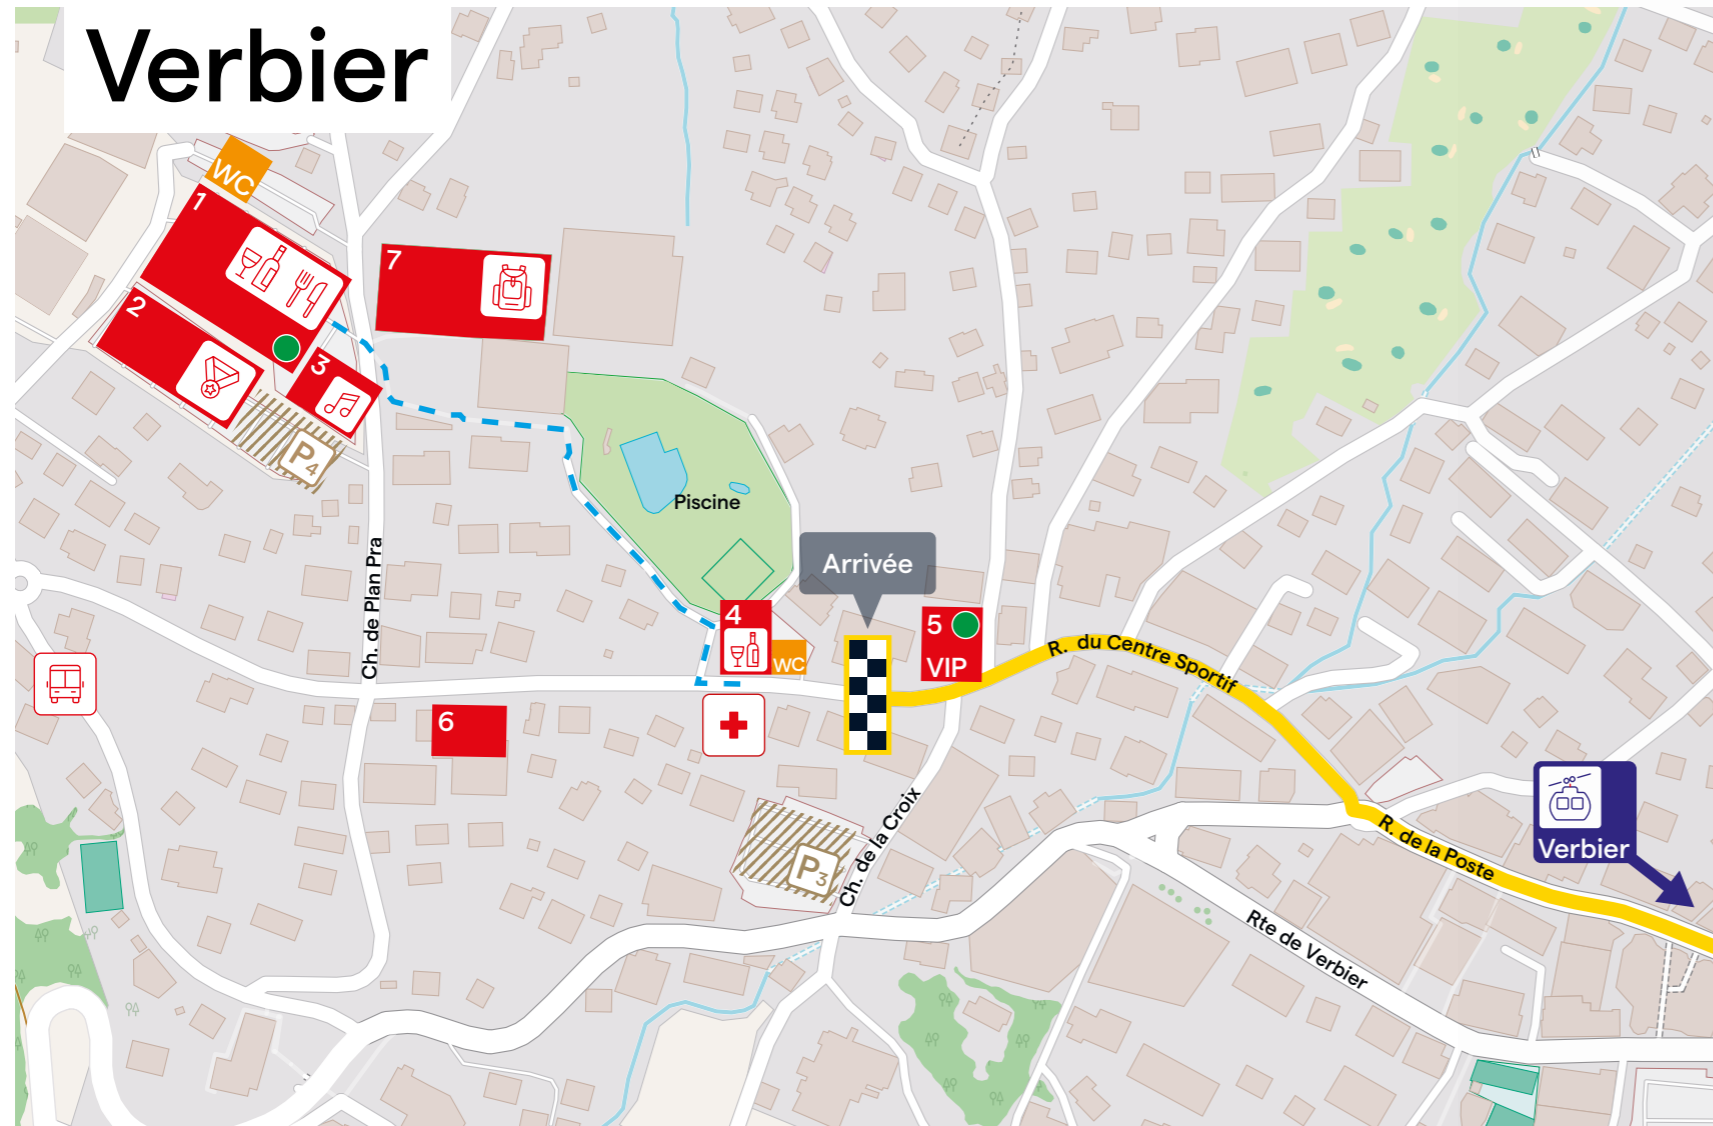 Verbier
WC
1
2
3
7
P4
Piscine
Arrivée
Ch. de Plan Pra
4
WC
5
VIP
R. du Centre Sportif
6
P3
Ch. de la Croix
R. de la Poste
Verbier
Rte de Verbier